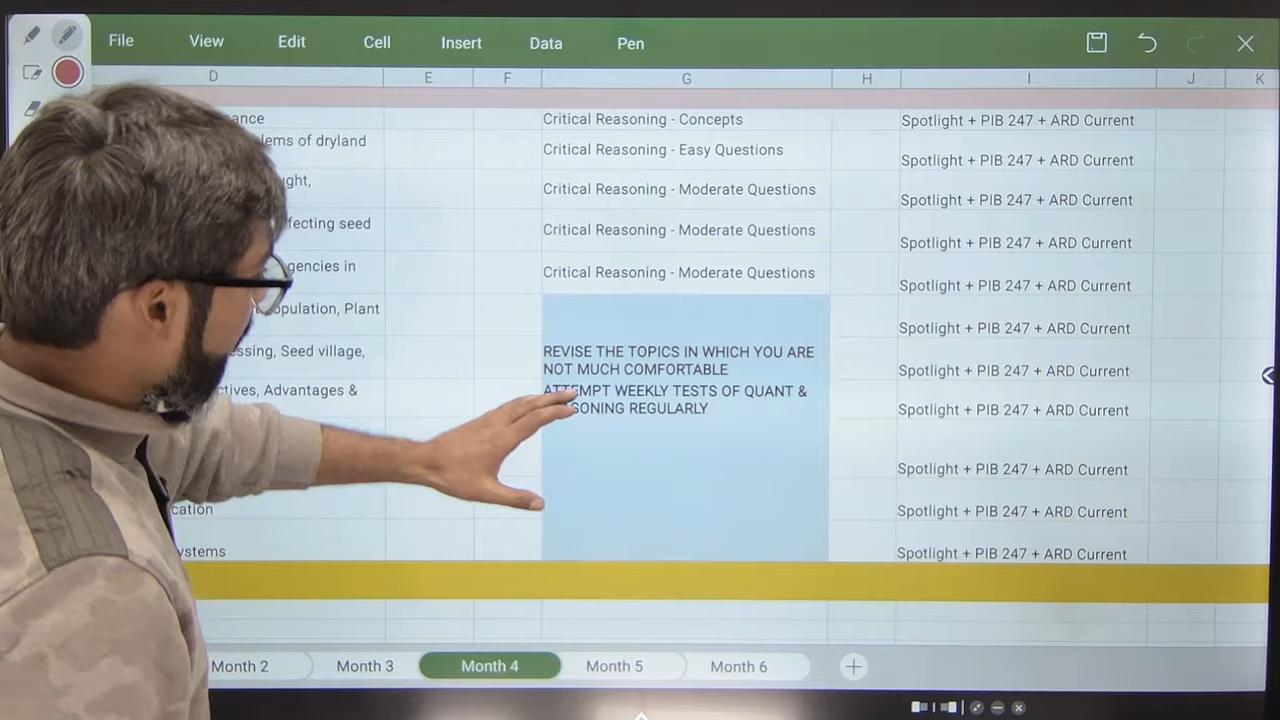 File View Edit Cell Insert Data Pen
D E F G H I J K
Critical Reasoning - Concepts
Spotlight + PIB 247 + ARD Current
lems of dryland
Critical Reasoning - Easy Questions
Spotlight + PIB 247 + ARD Current
Critical Reasoning - Moderate Questions
Spotlight + PIB 247 + ARD Current
fecting seed
Critical Reasoning - Moderate Questions
Spotlight + PIB 247 + ARD Current
gencies in
Critical Reasoning - Moderate Questions
Spotlight + PIB 247 + ARD Current
opulation, Plant
Spotlight + PIB 247 + ARD Current
essing, Seed village,
REVISE THE TOPICS IN WHICH YOU ARE
NOT MUCH COMFORTABLE
Spotlight + PIB 247 + ARD Current
ctives, Advantages &
ATTEMPT WEEKLY TESTS OF QUANT &
SONING REGULARLY
Spotlight + PIB 247 + ARD Current
Spotlight + PIB 247 + ARD Current
cation
Spotlight + PIB 247 + ARD Current
ystems
Spotlight + PIB 247 + ARD Current
Month 2 Month 3 Month 4 Month 5 Month 6